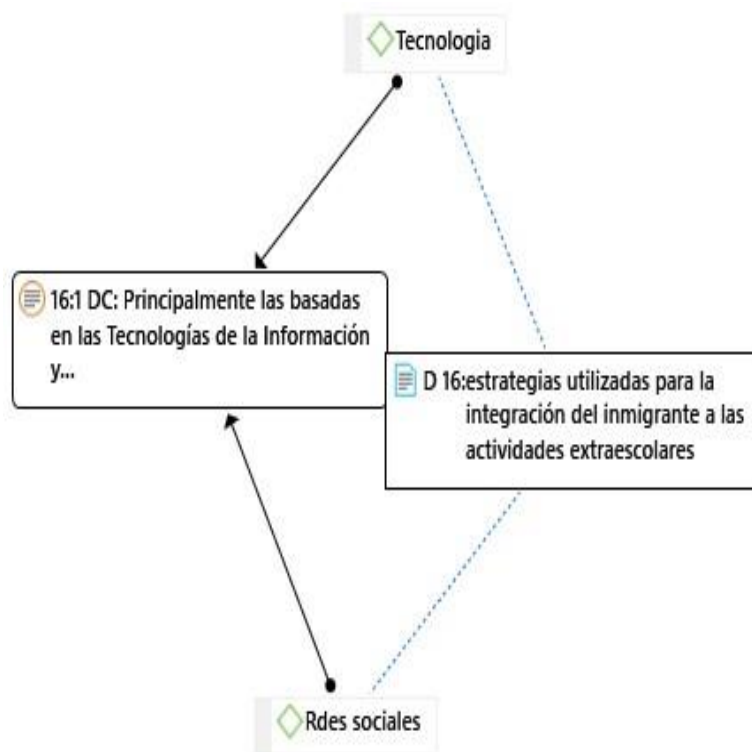 Tecnologia
16:1 DC: Principalmente las basadas
en las Tecnologías de la Información
y...
D 16:estrategias utilizadas para la
integración del inmigrante a las
actividades extraescolares
Rdes sociales